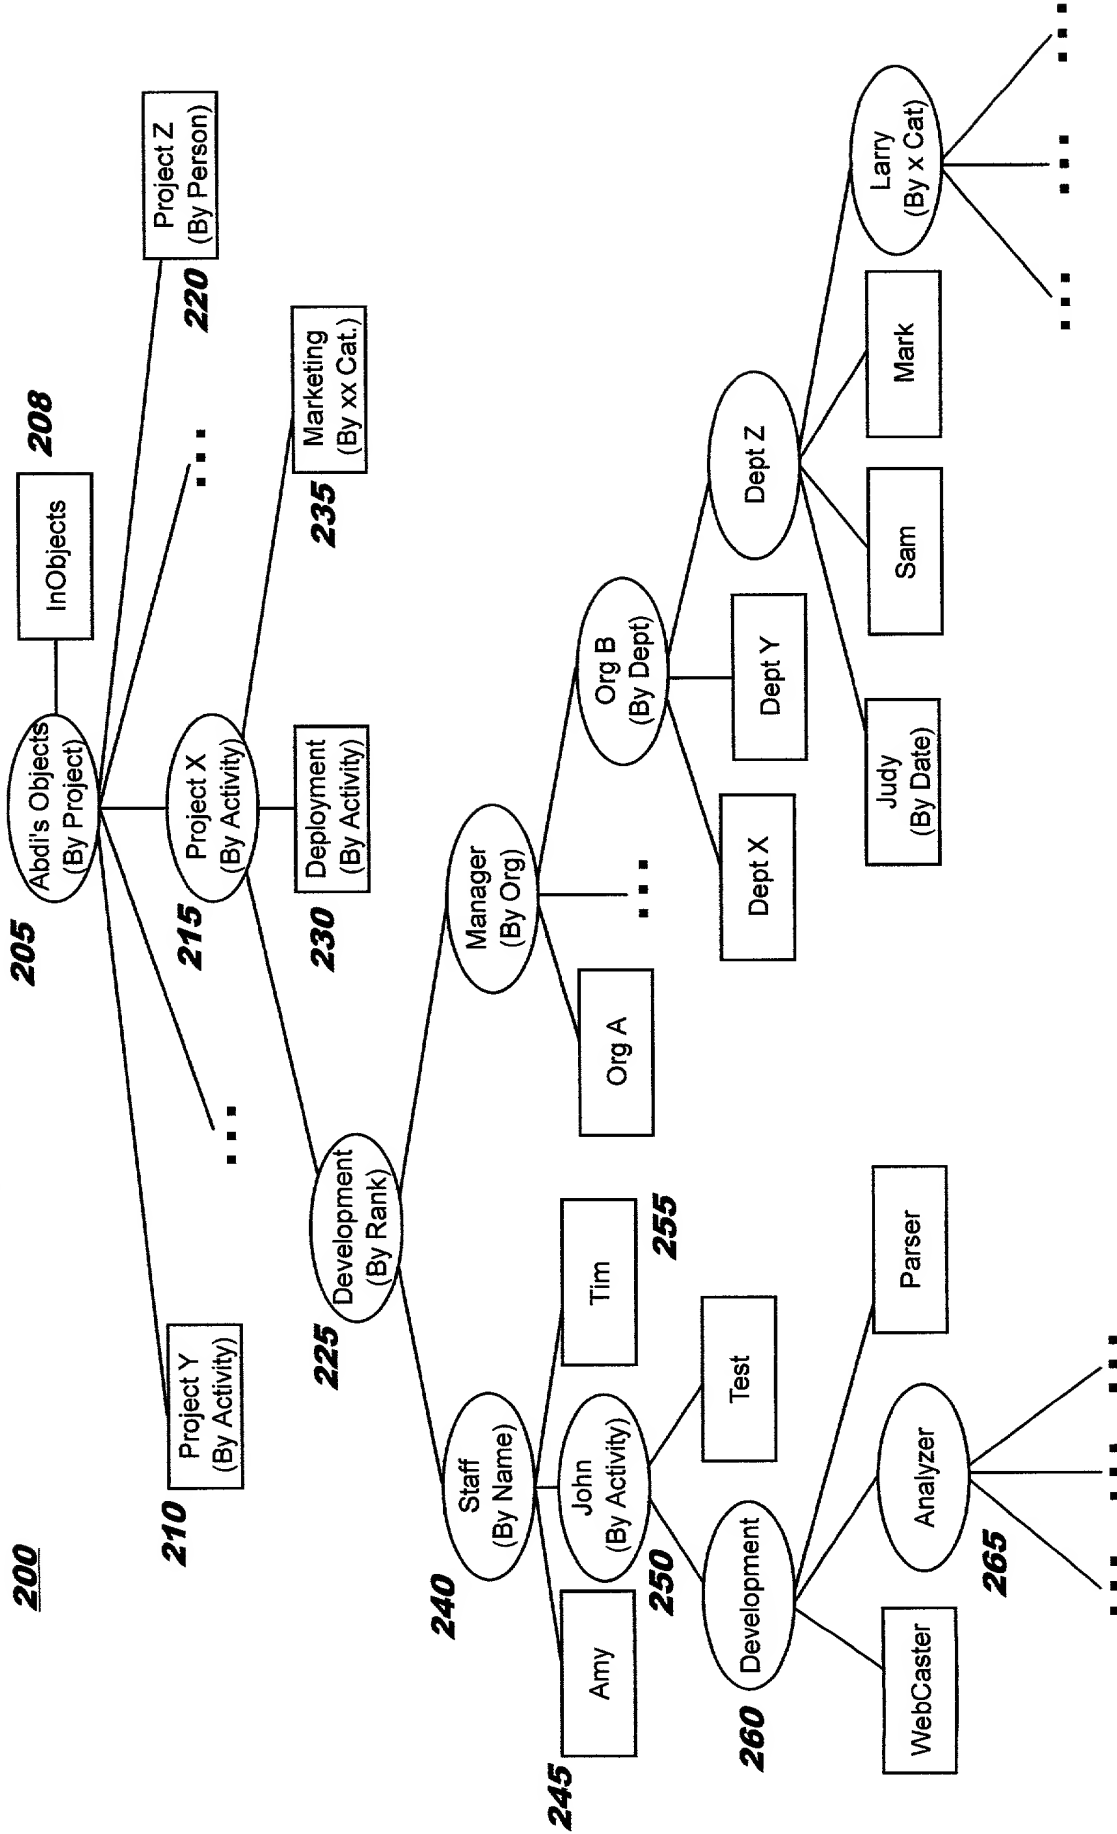 200
205
Abdi's Objects
(By Project)
InObjects
208
210
Project Y
(By Activity)
...
215
Project X
(By Activity)
...
220
Project Z
(By Person)
225
Development
(By Rank)
230
Deployment
(By Activity)
235
Marketing
(By xx Cat.)
240
Staff
(By Name)
Manager
(By Org)
245
Amy
John
(By Activity)
250
Tim
255
Org A
...
Org B
(By Dept)
260
Development
Test
Dept X
Dept Y
Dept Z
WebCaster
Analyzer
265
Parser
Judy
(By Date)
Sam
Mark
Larry
(By x Cat)
...
...
...
...
...
...